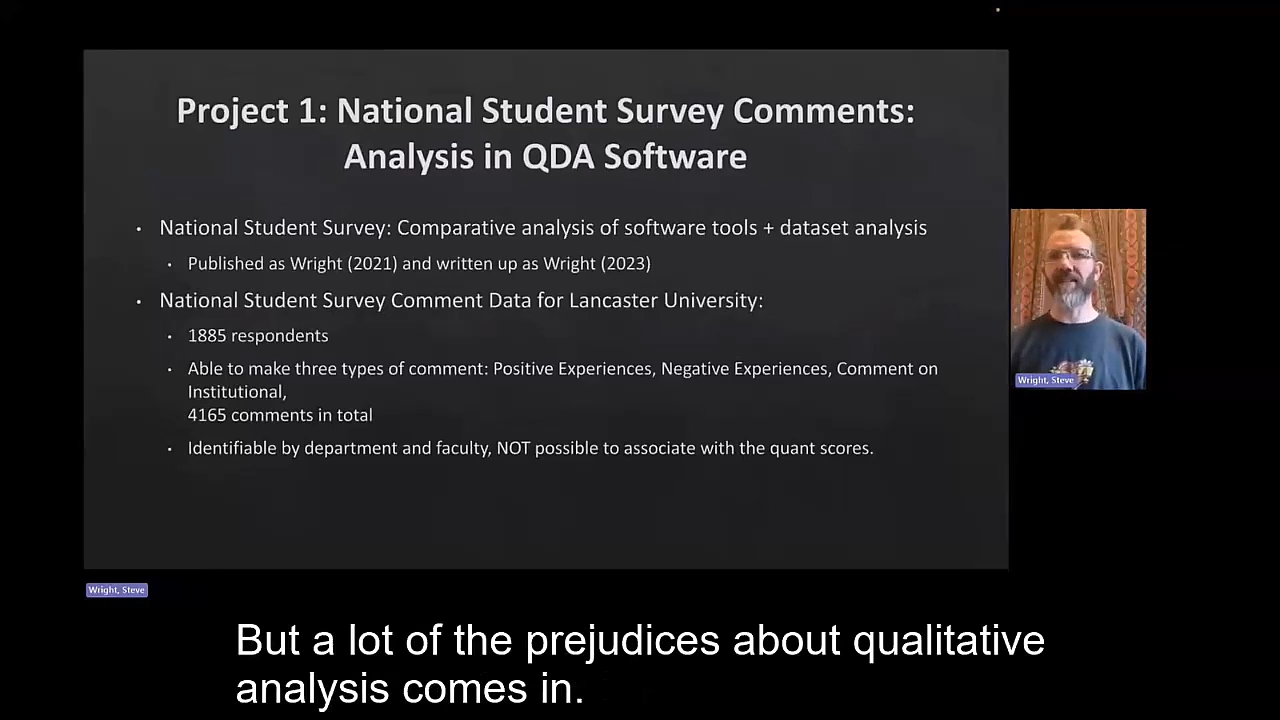 Project 1: National Student Survey Comments:
Analysis in QDA Software
• National Student Survey: Comparative analysis of software tools + dataset analysis
• Published as Wright (2021) and written up as Wright (2023)
• National Student Survey Comment Data for Lancaster University:
• 1885 respondents
• Able to make three types of comment: Positive Experiences, Negative Experiences, Comment on
Institutional,
4165 comments in total
• Identifiable by department and faculty, NOT possible to associate with the quant scores.
Wright, Steve
Wright, Steve
But a lot of the prejudices about qualitative
analysis comes in.